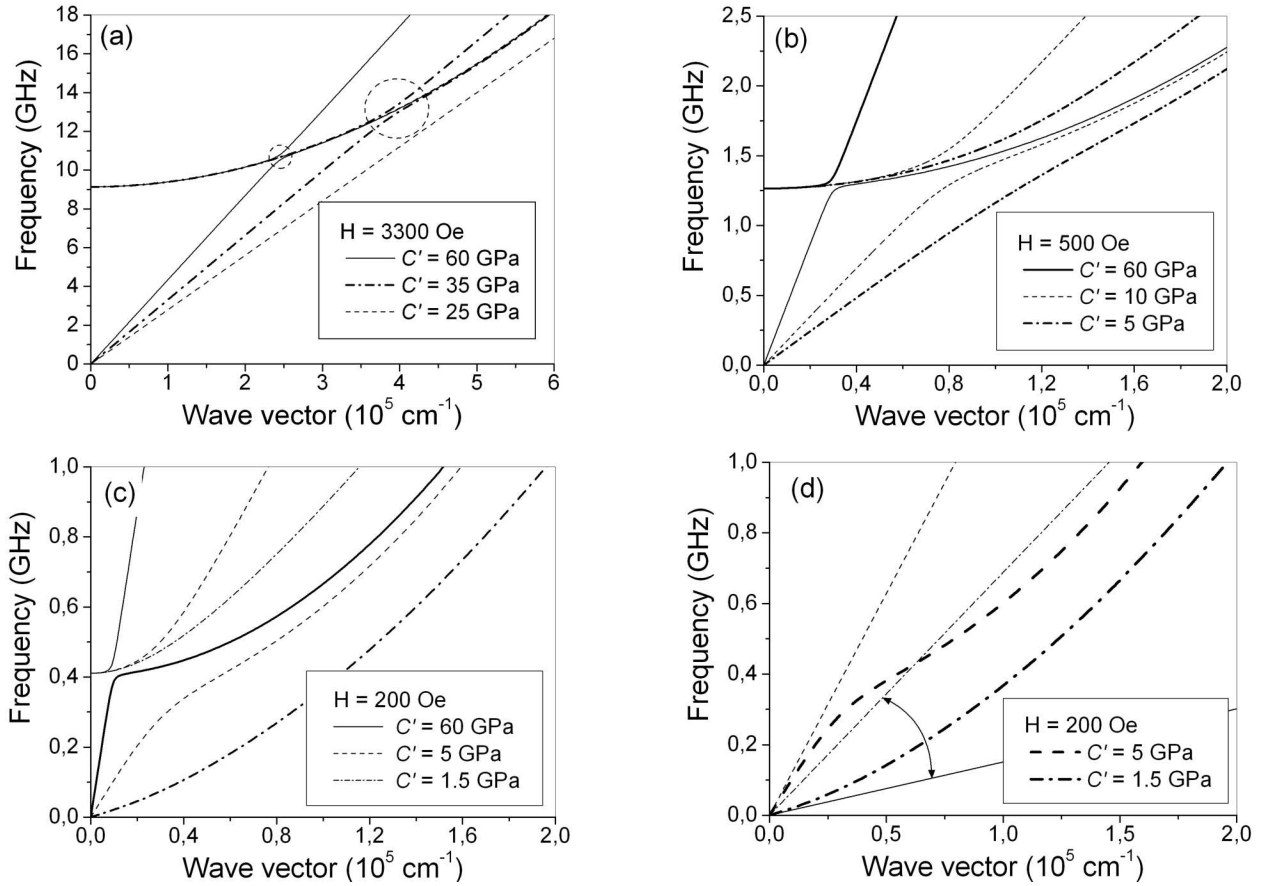 (a)
18
16
14
12
10
8
6
4
2
0
Frequency (GHz)
H = 3300 Oe
C' = 60 GPa
C' = 35 GPa
C' = 25 GPa
0 1 2 3 4 5 6
Wave vector (10⁵ cm⁻¹)
(b)
2,5
2,0
1,5
1,0
0,5
0,0
Frequency (GHz)
H = 500 Oe
C' = 60 GPa
C' = 10 GPa
C' = 5 GPa
0,0 0,4 0,8 1,2 1,6 2,0
Wave vector (10⁵ cm⁻¹)
(c)
1,0
0,8
0,6
0,4
0,2
0,0
Frequency (GHz)
H = 200 Oe
C' = 60 GPa
C' = 5 GPa
C' = 1.5 GPa
0,0 0,4 0,8 1,2 1,6 2,0
Wave vector (10⁵ cm⁻¹)
(d)
1,0
0,8
0,6
0,4
0,2
0,0
Frequency (GHz)
H = 200 Oe
C' = 5 GPa
C' = 1.5 GPa
0,0 0,5 1,0 1,5 2,0
Wave vector (10⁵ cm⁻¹)